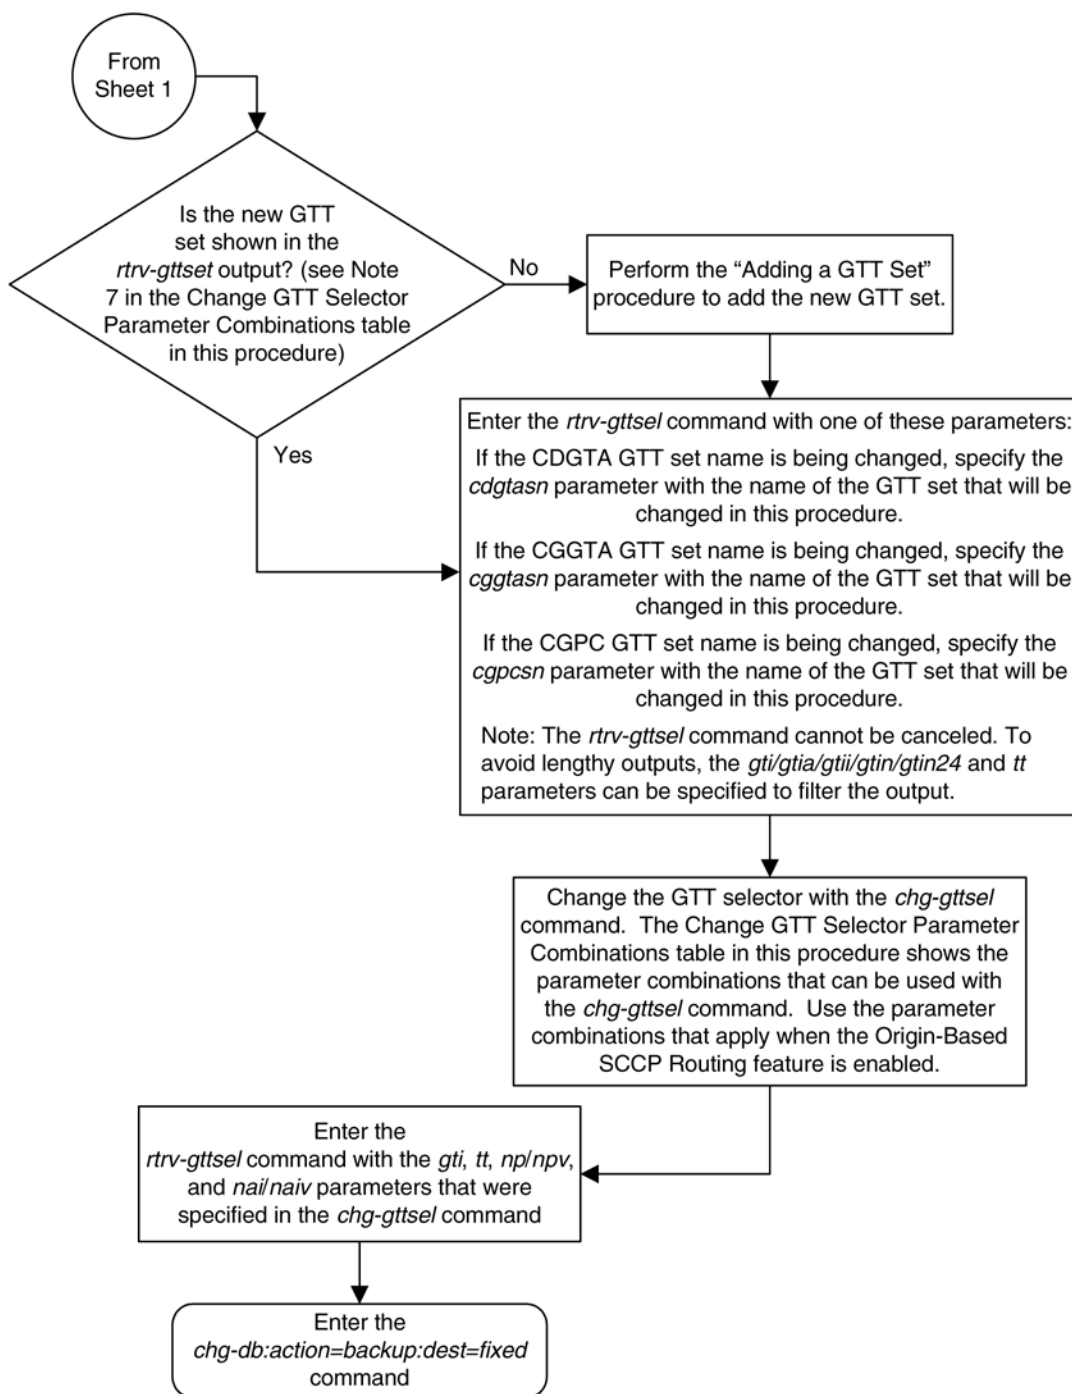 From
Sheet 1
Is the new GTT
set shown in the
rtrv-gttset output? (see Note
7 in the Change GTT Selector
Parameter Combinations table
in this procedure)
No
Yes
Perform the “Adding a GTT Set”
procedure to add the new GTT set.
Enter the rtrv-gttsel command with one of these parameters:
If the CDGTA GTT set name is being changed, specify the
cdgtasn parameter with the name of the GTT set that will be
changed in this procedure.
If the CGGTA GTT set name is being changed, specify the
cggtasn parameter with the name of the GTT set that will be
changed in this procedure.
If the CGPC GTT set name is being changed, specify the
cgpcsn parameter with the name of the GTT set that will be
changed in this procedure.
Note: The rtrv-gttsel command cannot be canceled. To
avoid lengthy outputs, the gti/gtia/gtii/gtin/gtin24 and tt
parameters can be specified to filter the output.
Change the GTT selector with the chg-gttsel
command. The Change GTT Selector Parameter
Combinations table in this procedure shows the
parameter combinations that can be used with
the chg-gttsel command. Use the parameter
combinations that apply when the Origin-Based
SCCP Routing feature is enabled.
Enter the
rtrv-gttsel command with the gti, tt, np/npv,
and nai/naiv parameters that were
specified in the chg-gttsel command
Enter the
chg-db:action=backup:dest=fixed
command